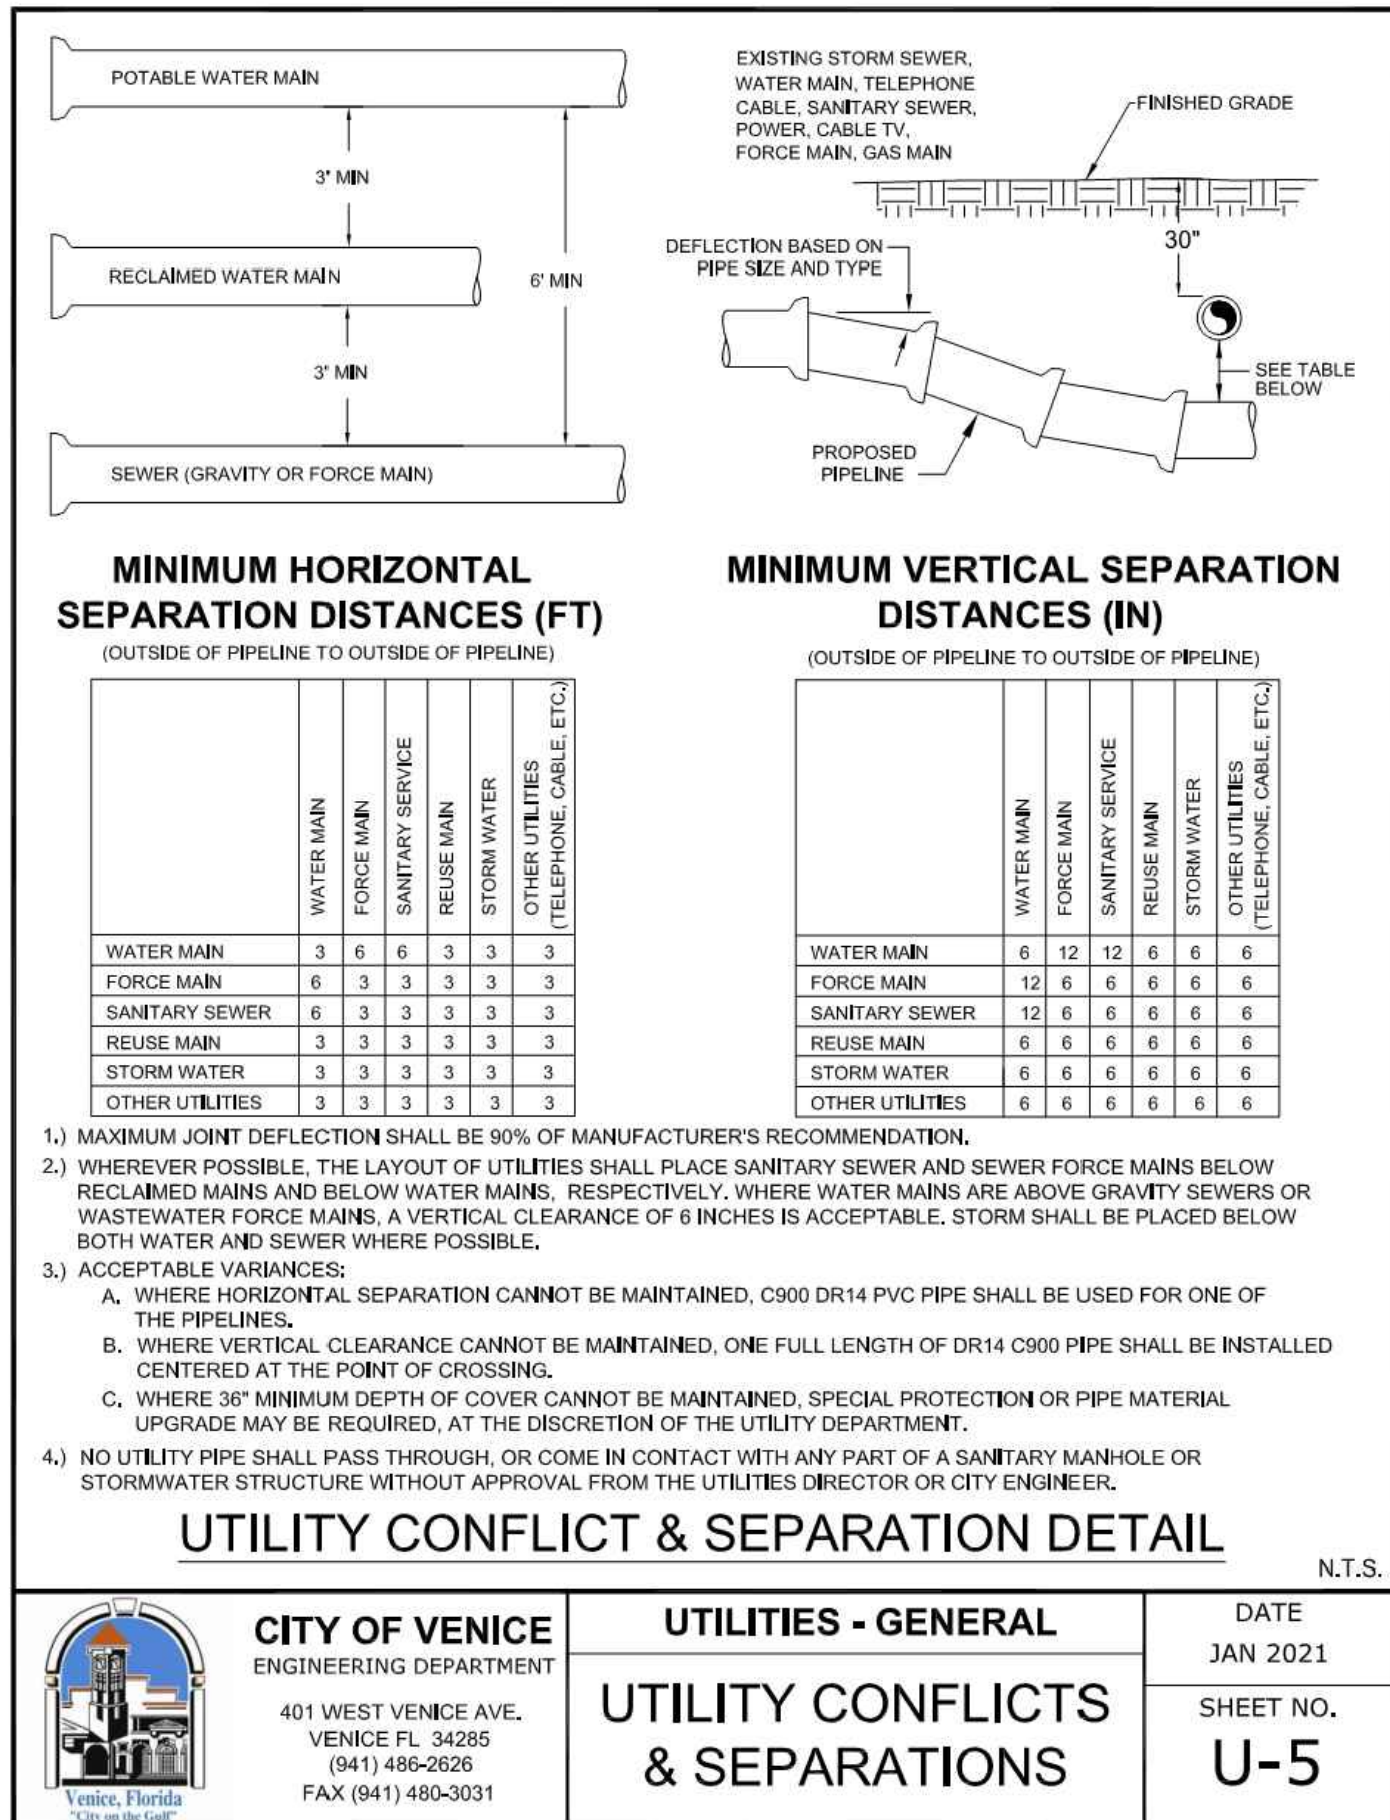 POTABLE WATER MAIN
3' MIN
RECLAIMED WATER MAIN
6' MIN
3' MIN
SEWER (GRAVITY OR FORCE MAIN)
EXISTING STORM SEWER,
WATER MAIN, TELEPHONE
CABLE, SANITARY SEWER,
POWER, CABLE TV,
FORCE MAIN, GAS MAIN
FINISHED GRADE
30"
DEFLECTION BASED ON
PIPE SIZE AND TYPE
SEE TABLE
BELOW
PROPOSED
PIPELINE
MINIMUM HORIZONTAL
SEPARATION DISTANCES (FT)
(OUTSIDE OF PIPELINE TO OUTSIDE OF PIPELINE)
WATER MAIN
FORCE MAIN
SANITARY SERVICE
REUSE MAIN
STORM WATER
OTHER UTILITIES
(TELEPHONE, CABLE, ETC.)
WATER MAIN 3 6 6 3 3 3
FORCE MAIN 6 3 3 3 3 3
SANITARY SEWER 6 3 3 3 3 3
REUSE MAIN 3 3 3 3 3 3
STORM WATER 3 3 3 3 3 3
OTHER UTILITIES 3 3 3 3 3 3
MINIMUM VERTICAL SEPARATION
DISTANCES (IN)
(OUTSIDE OF PIPELINE TO OUTSIDE OF PIPELINE)
WATER MAIN
FORCE MAIN
SANITARY SERVICE
REUSE MAIN
STORM WATER
OTHER UTILITIES
(TELEPHONE, CABLE, ETC.)
WATER MAIN 6 12 12 6 6 6
FORCE MAIN 12 6 6 6 6 6
SANITARY SEWER 12 6 6 6 6 6
REUSE MAIN 6 6 6 6 6 6
STORM WATER 6 6 6 6 6 6
OTHER UTILITIES 6 6 6 6 6 6
1.) MAXIMUM JOINT DEFLECTION SHALL BE 90% OF MANUFACTURER'S RECOMMENDATION.
2.) WHEREVER POSSIBLE, THE LAYOUT OF UTILITIES SHALL PLACE SANITARY SEWER AND SEWER FORCE MAINS BELOW
RECLAIMED MAINS AND BELOW WATER MAINS, RESPECTIVELY. WHERE WATER MAINS ARE ABOVE GRAVITY SEWERS OR
WASTEWATER FORCE MAINS, A VERTICAL CLEARANCE OF 6 INCHES IS ACCEPTABLE. STORM SHALL BE PLACED BELOW
BOTH WATER AND SEWER WHERE POSSIBLE.
3.) ACCEPTABLE VARIANCES:
A. WHERE HORIZONTAL SEPARATION CANNOT BE MAINTAINED, C900 DR14 PVC PIPE SHALL BE USED FOR ONE OF
THE PIPELINES.
B. WHERE VERTICAL CLEARANCE CANNOT BE MAINTAINED, ONE FULL LENGTH OF DR14 C900 PIPE SHALL BE INSTALLED
CENTERED AT THE POINT OF CROSSING.
C. WHERE 36" MINIMUM DEPTH OF COVER CANNOT BE MAINTAINED, SPECIAL PROTECTION OR PIPE MATERIAL
UPGRADE MAY BE REQUIRED, AT THE DISCRETION OF THE UTILITY DEPARTMENT.
4.) NO UTILITY PIPE SHALL PASS THROUGH, OR COME IN CONTACT WITH ANY PART OF A SANITARY MANHOLE OR
STORMWATER STRUCTURE WITHOUT APPROVAL FROM THE UTILITIES DIRECTOR OR CITY ENGINEER.
UTILITY CONFLICT & SEPARATION DETAIL
N.T.S.
Venice, Florida
"City on the Gulf"
CITY OF VENICE
ENGINEERING DEPARTMENT
401 WEST VENICE AVE.
VENICE FL 34285
(941) 486-2626
FAX (941) 480-3031
UTILITIES - GENERAL
UTILITY CONFLICTS
& SEPARATIONS
DATE
JAN 2021
SHEET NO.
U-5